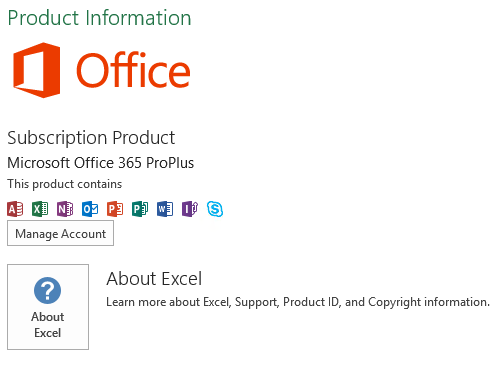 Product Information
Office
Subscription Product
Microsoft Office 365 ProPlus
This product contains
A X N O P P W I S
Manage Account
?
About
Excel
About Excel
Learn more about Excel, Support, Product ID, and Copyright information.